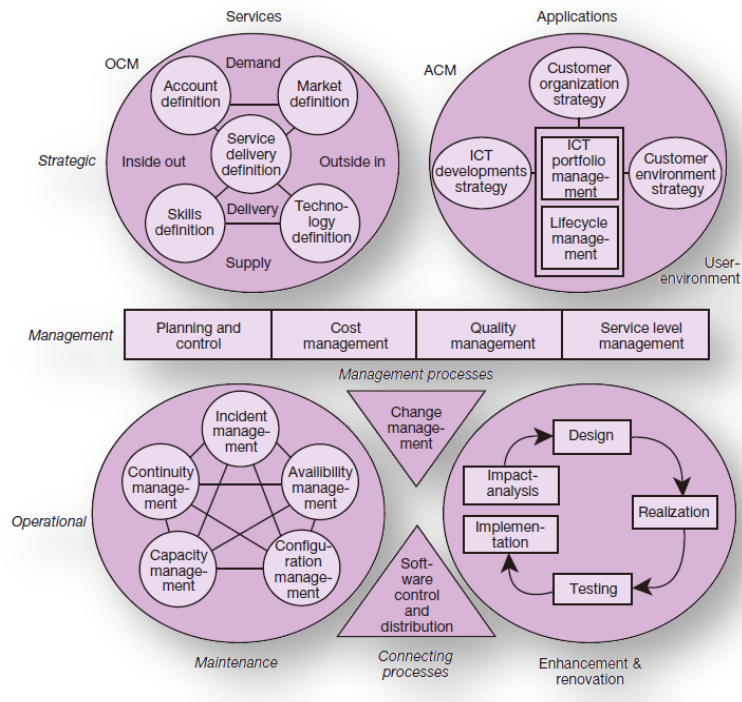 Services
Applications
OCM
Demand
ACM
Account
definition
Market
definition
Service
delivery
definition
Strategic
Inside out
Outside in
Skills
definition
Delivery
Techno-
logy
definition
Supply
Customer
organization
strategy
ICT
developments
strategy
ICT
portfolio
manage-
ment
Customer
environment
strategy
Lifecycle
manage-
ment
User-
environment
Management
Planning and
control
Cost
management
Quality
management
Service level
management
Management processes
Operational
Incident
manage-
ment
Continuity
manage-
ment
Availibility
manage-
ment
Capacity
manage-
ment
Configu-
ration
manage-
ment
Maintenance
Change
manage-
ment
Soft-
ware
control
and
distribution
Connecting
processes
Design
Impact-
analysis
Realization
Implemen-
tation
Testing
Enhancement &
renovation